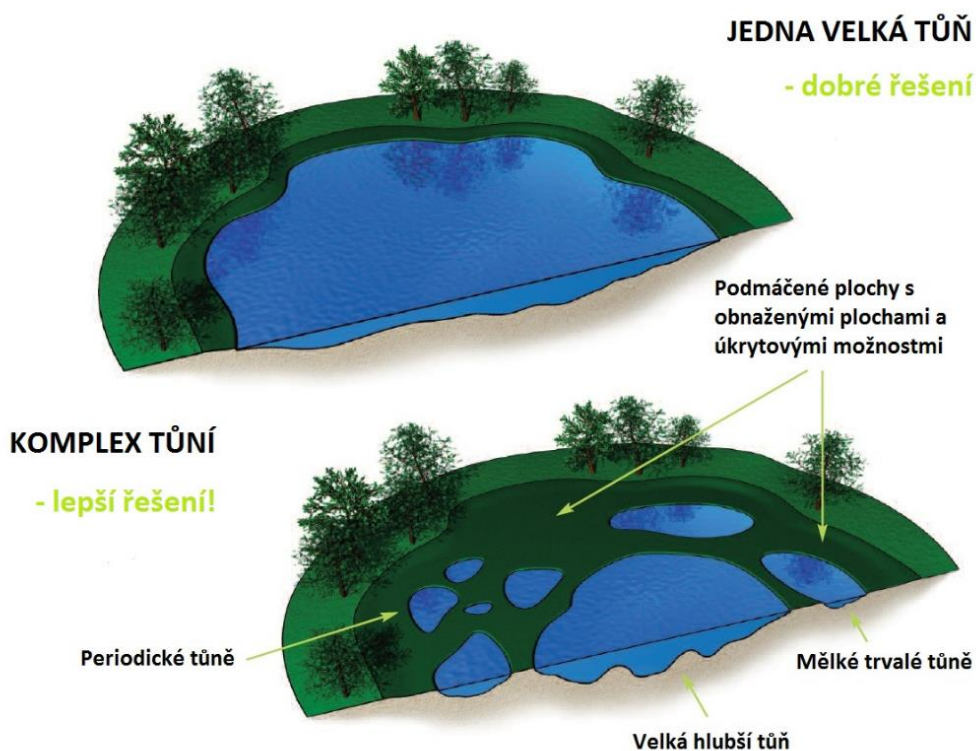 JEDNA VELKÁ TŮŇ
- dobré řešení
Podmáčené plochy s
obnaženými plochami a
úkrytovými možnostmi
KOMPLEX TŮNÍ
- lepší řešení!
Periodické tůně
Mělké trvalé tůně
Velká hlubší tůň